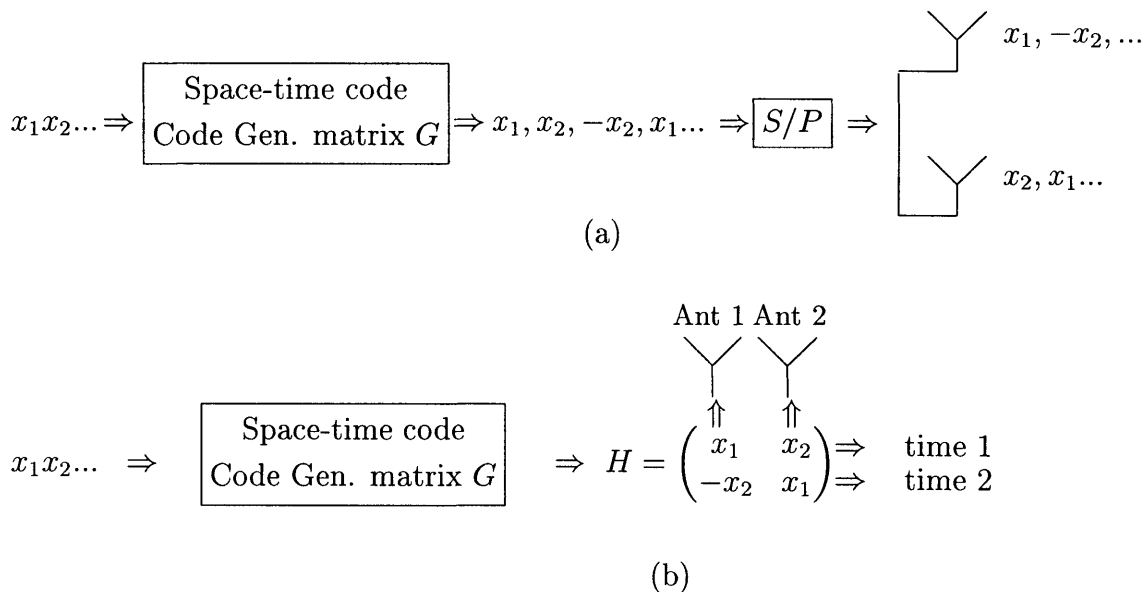 x₁, −x₂, ...
Space-time code
x₁x₂... ⇒ Code Gen. matrix G ⇒ x₁, x₂, −x₂, x₁... ⇒ S/P ⇒
x₂, x₁...
(a)
Ant 1 Ant 2
⇑ ⇑
Space-time code
x₁x₂... ⇒ Code Gen. matrix G ⇒ H =
( x₁ x₂ ) ⇒ time 1
( −x₂ x₁ ) ⇒ time 2
(b)